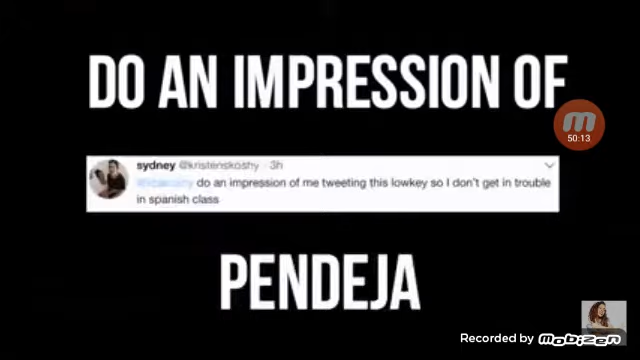 DO AN IMPRESSION OF
50:13
sydney @kristenskoshy · 3h
do an impression of me tweeting this lowkey so I don't get in trouble
in spanish class
PENDEJA
Recorded by mobizen